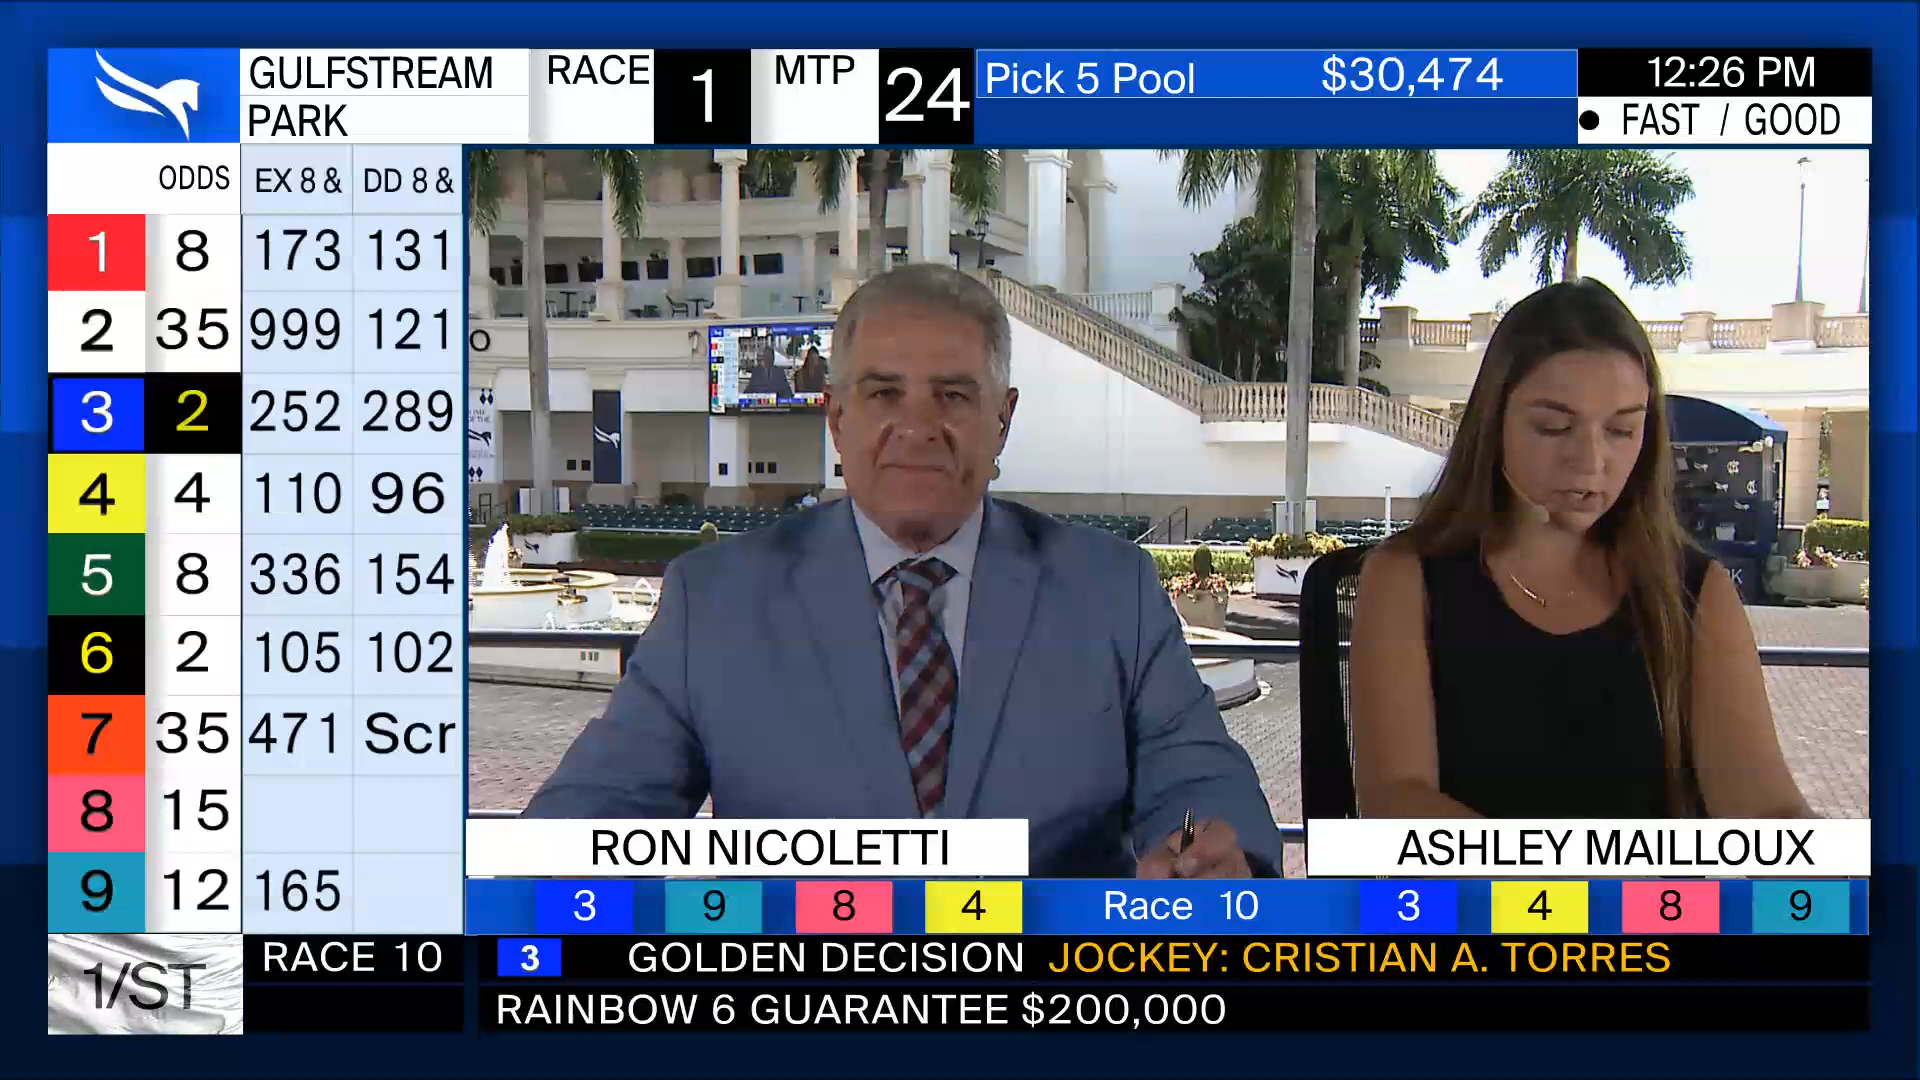 GULFSTREAM PARK
RACE 1 MTP 24
Pick 5 Pool $30,474
12:26 PM
FAST / GOOD
ODDS EX 8 & DD 8 &
1 8 173 131
2 35 999 121
3 2 252 289
4 4 110 96
5 8 336 154
6 2 105 102
7 35 471 Scr
8 15
9 12 165
RON NICOLETTI
ASHLEY MAILLOUX
3 9 8 4 Race 10 3 4 8 9
1/ST RACE 10
3 GOLDEN DECISION JOCKEY: CRISTIAN A. TORRES
RAINBOW 6 GUARANTEE $200,000